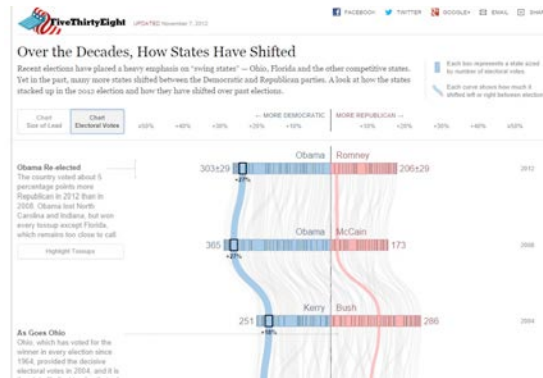 FiveThirtyEight UPDATED November 7, 2012
FACEBOOK TWITTER GOOGLE+ EMAIL
Over the Decades, How States Have Shifted
Recent elections have placed a heavy emphasis on "swing states" — Ohio, Florida and the other competitive states.
Yet in the past, many more states shifted between the Democratic and Republican parties. A look at how the states
stacked up in the 2012 election and how they have shifted over past elections.
Each box represents a state sized
by number of electoral votes.
Each curve shows how much it
shifted left or right between
Chart
Size of Lead
Chart
Electoral Votes
← MORE DEMOCRATIC MORE REPUBLICAN →
+50% +40% +30% +20% +10% +10% +20% +30% +40% +50%
Obama Romney
303±29 206±29 2012
+27%
Obama Re-elected
The country voted about 5
percentage points more
Republican in 2012 than in
2008. Obama lost North
Carolina and Indiana, but won
every tossup except Florida,
which remains too close to call.
Highlight Tossups
Obama McCain
365 173 2008
+27%
Kerry Bush
251 286 2004
+18%
As Goes Ohio
Ohio, which has voted for the
winner in every election since
1964, provided the decisive
electoral votes in 2004, and it is